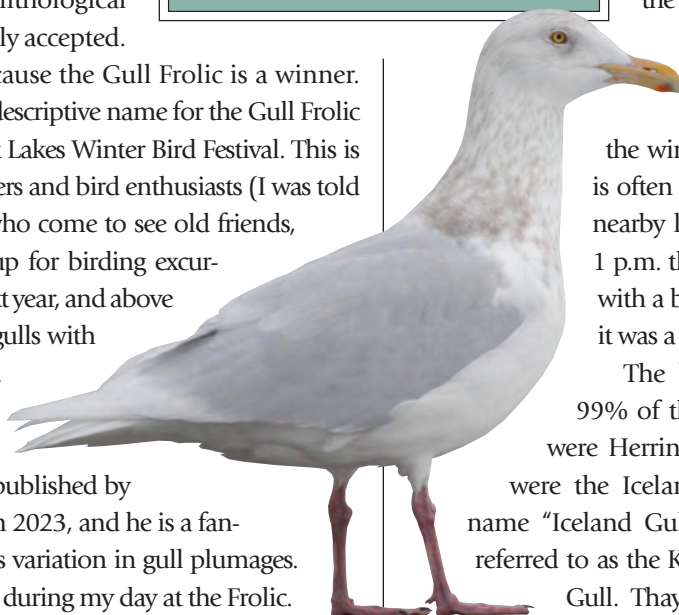 ly accepted.
cause the Gull Frolic is a winner.
descriptive name for the Gull Frolic
Lakes Winter Bird Festival. This is
ers and bird enthusiasts (I was told
who come to see old friends,
up for birding excur-
xt year, and above
gulls with
published by
n 2023, and he is a fan-
s variation in gull plumages.
during my day at the Frolic.
the
the win
is often
nearby l
1 p.m. th
with a b
it was a
The
99% of th
were Herrin
were the Icelan
name “Iceland Gul
referred to as the K
Gull. Thay